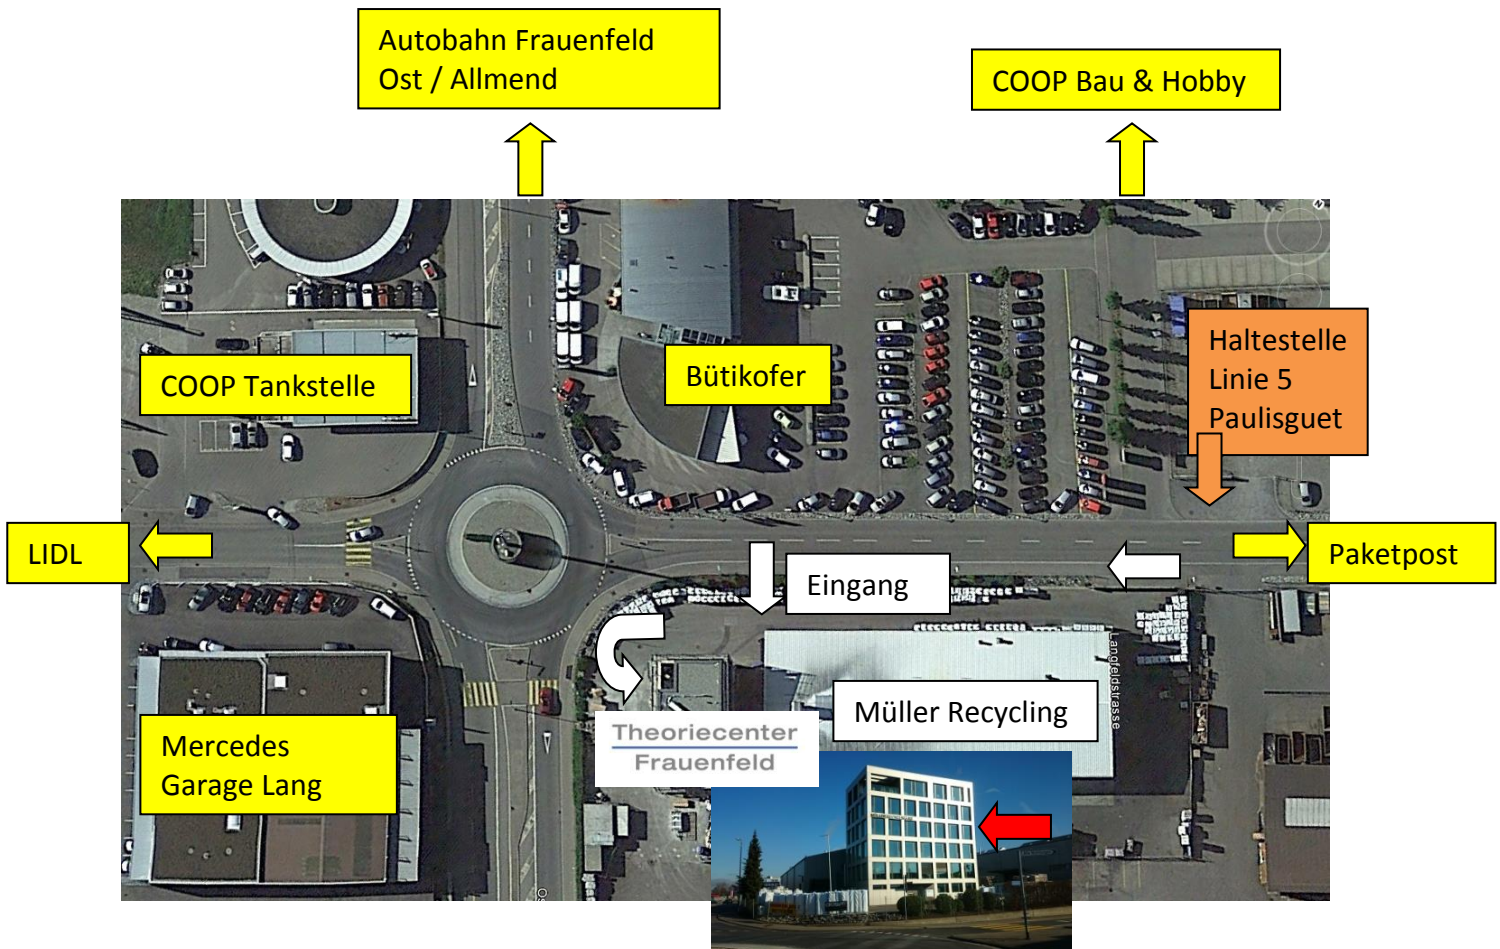 Autobahn Frauenfeld
Ost / Allmend
COOP Bau & Hobby
Haltestelle
Linie 5
Paulisguet
COOP Tankstelle
Bütikofer
LIDL
Paketpost
Eingang
Langfeldstrasse
Müller Recycling
Theoriecenter
Frauenfeld
Mercedes
Garage Lang
Os